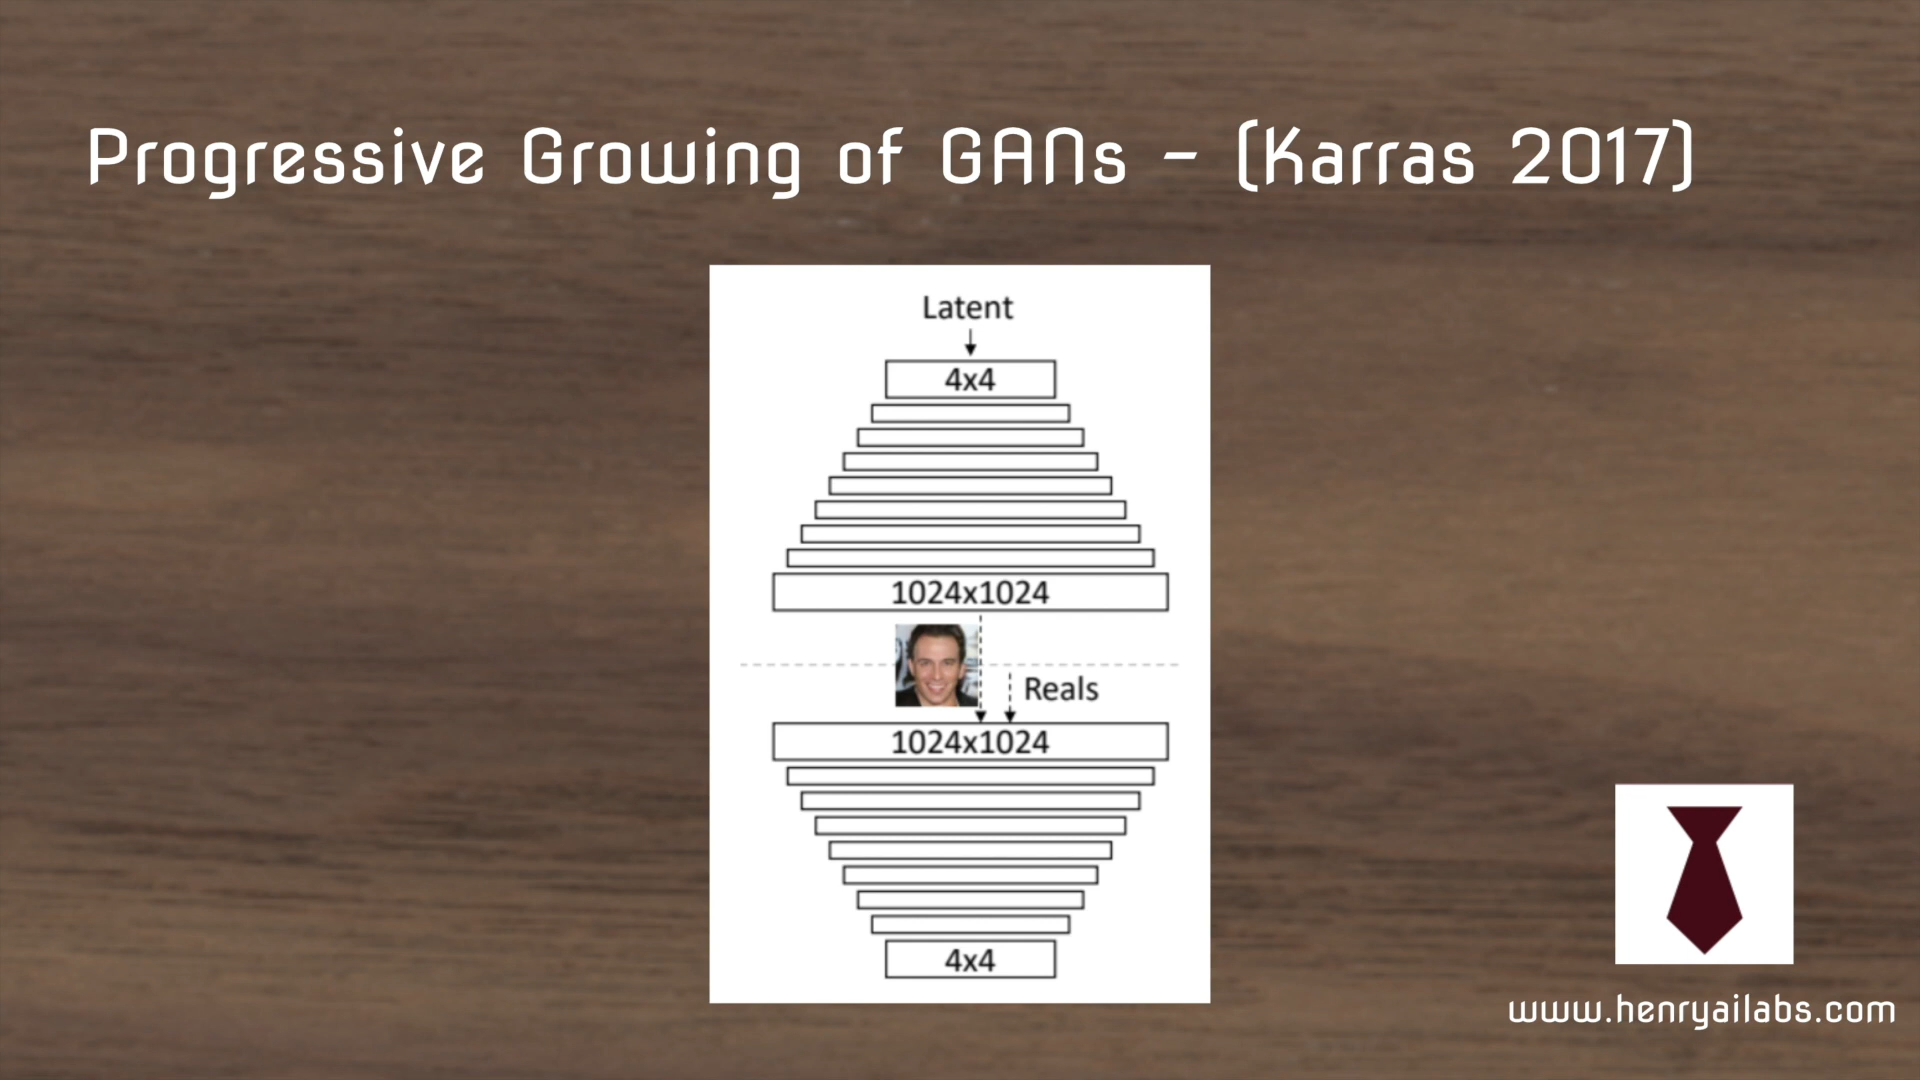 Progressive Growing of GANs - (Karras 2017)
Latent
4x4
1024x1024
Reals
1024x1024
4x4
www.henryailabs.com